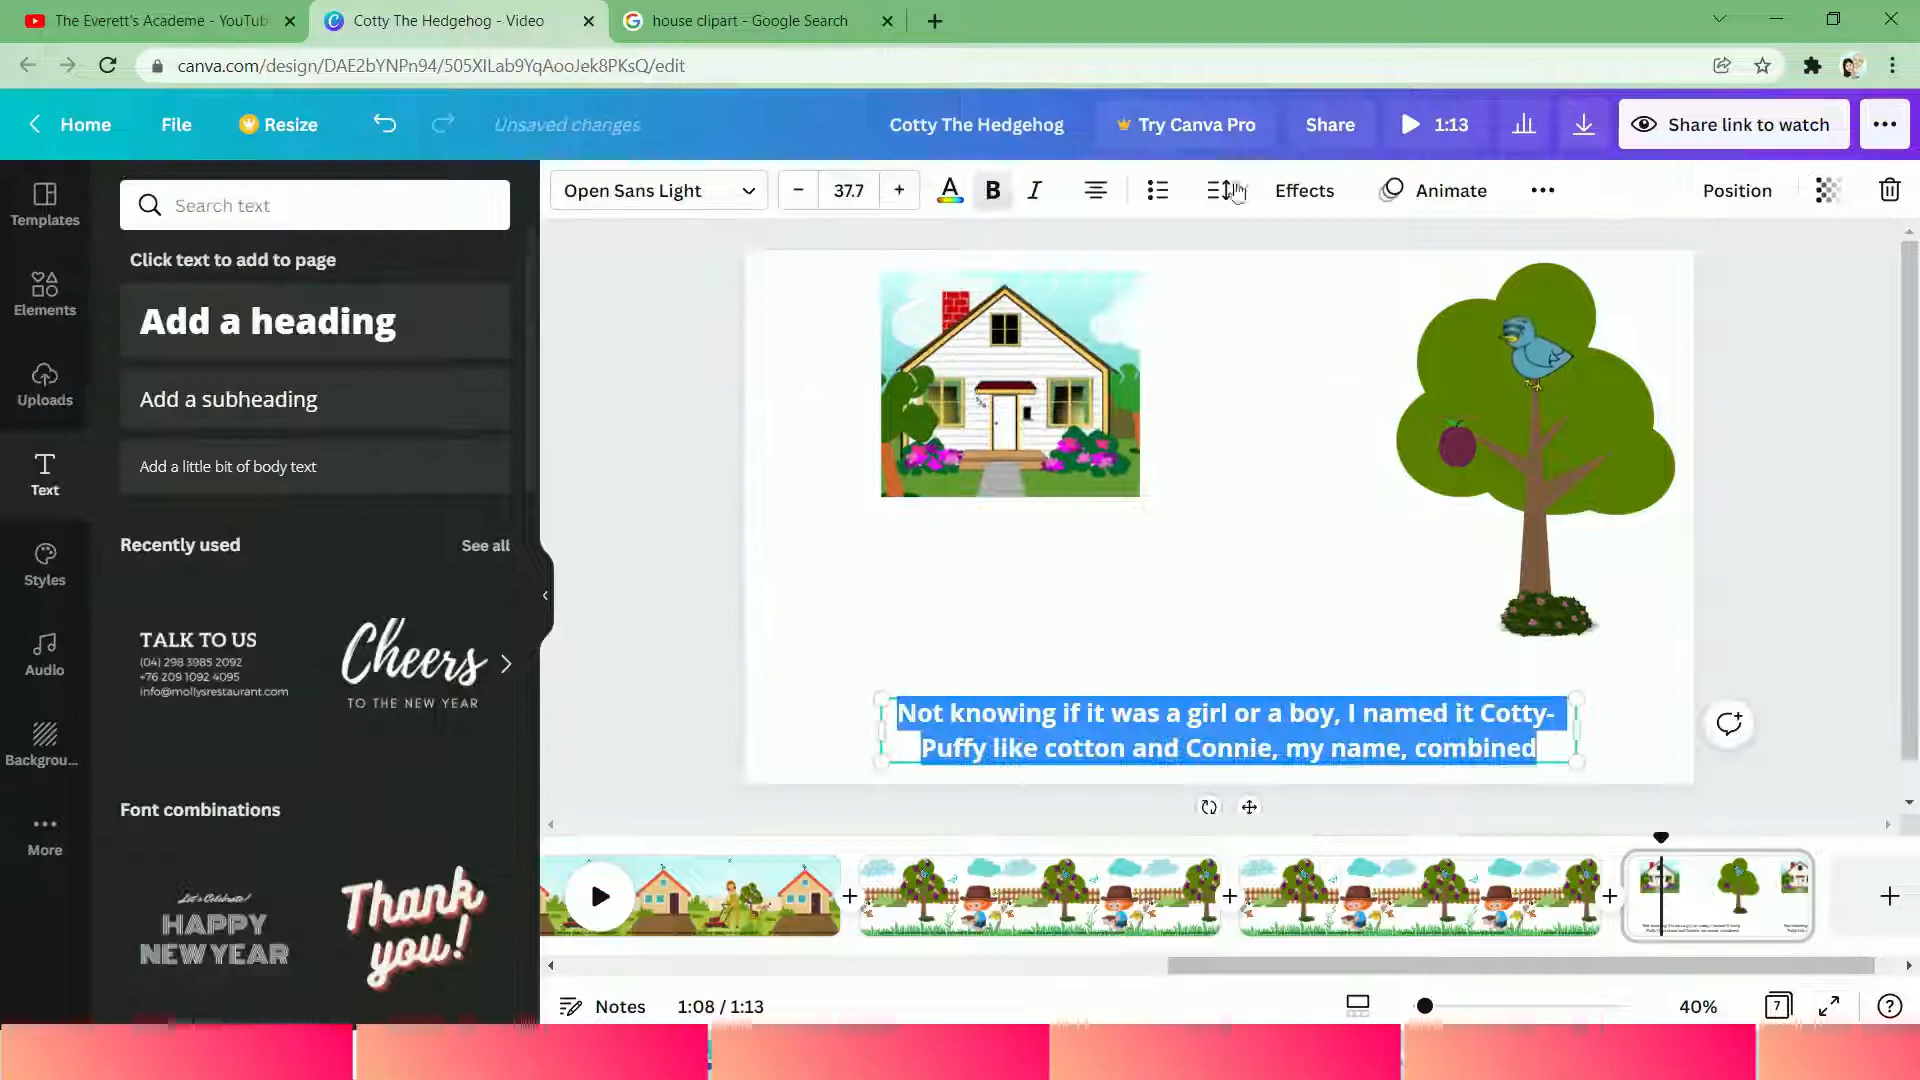 The Everett's Academe - YouTub
Cotty The Hedgehog - Video
house clipart - Google Search
canva.com/design/DAE2bYNPn94/505XILab9YqAooJek8PKsQ/edit
Home
File
Resize
Unsaved changes
Cotty The Hedgehog
Try Canva Pro
Share
1:13
Share link to watch
Templates
Elements
Uploads
Text
Styles
Audio
Backgrou...
More
Search text
Click text to add to page
Add a heading
Add a subheading
Add a little bit of body text
Recently used
See all
TALK TO US
(04) 298 3985 2092
+76 209 1092 4095
info@mollysrestaurant.com
Cheers
TO THE NEW YEAR
Font combinations
Let's Celebrate!
HAPPY
NEW YEAR
Thank
you!
Open Sans Light
37.7
A
B
I
Effects
Animate
Position
Not knowing if it was a girl or a boy, I named it Cotty-
Puffy like cotton and Connie, my name, combined
Notes
1:08 / 1:13
40%
7